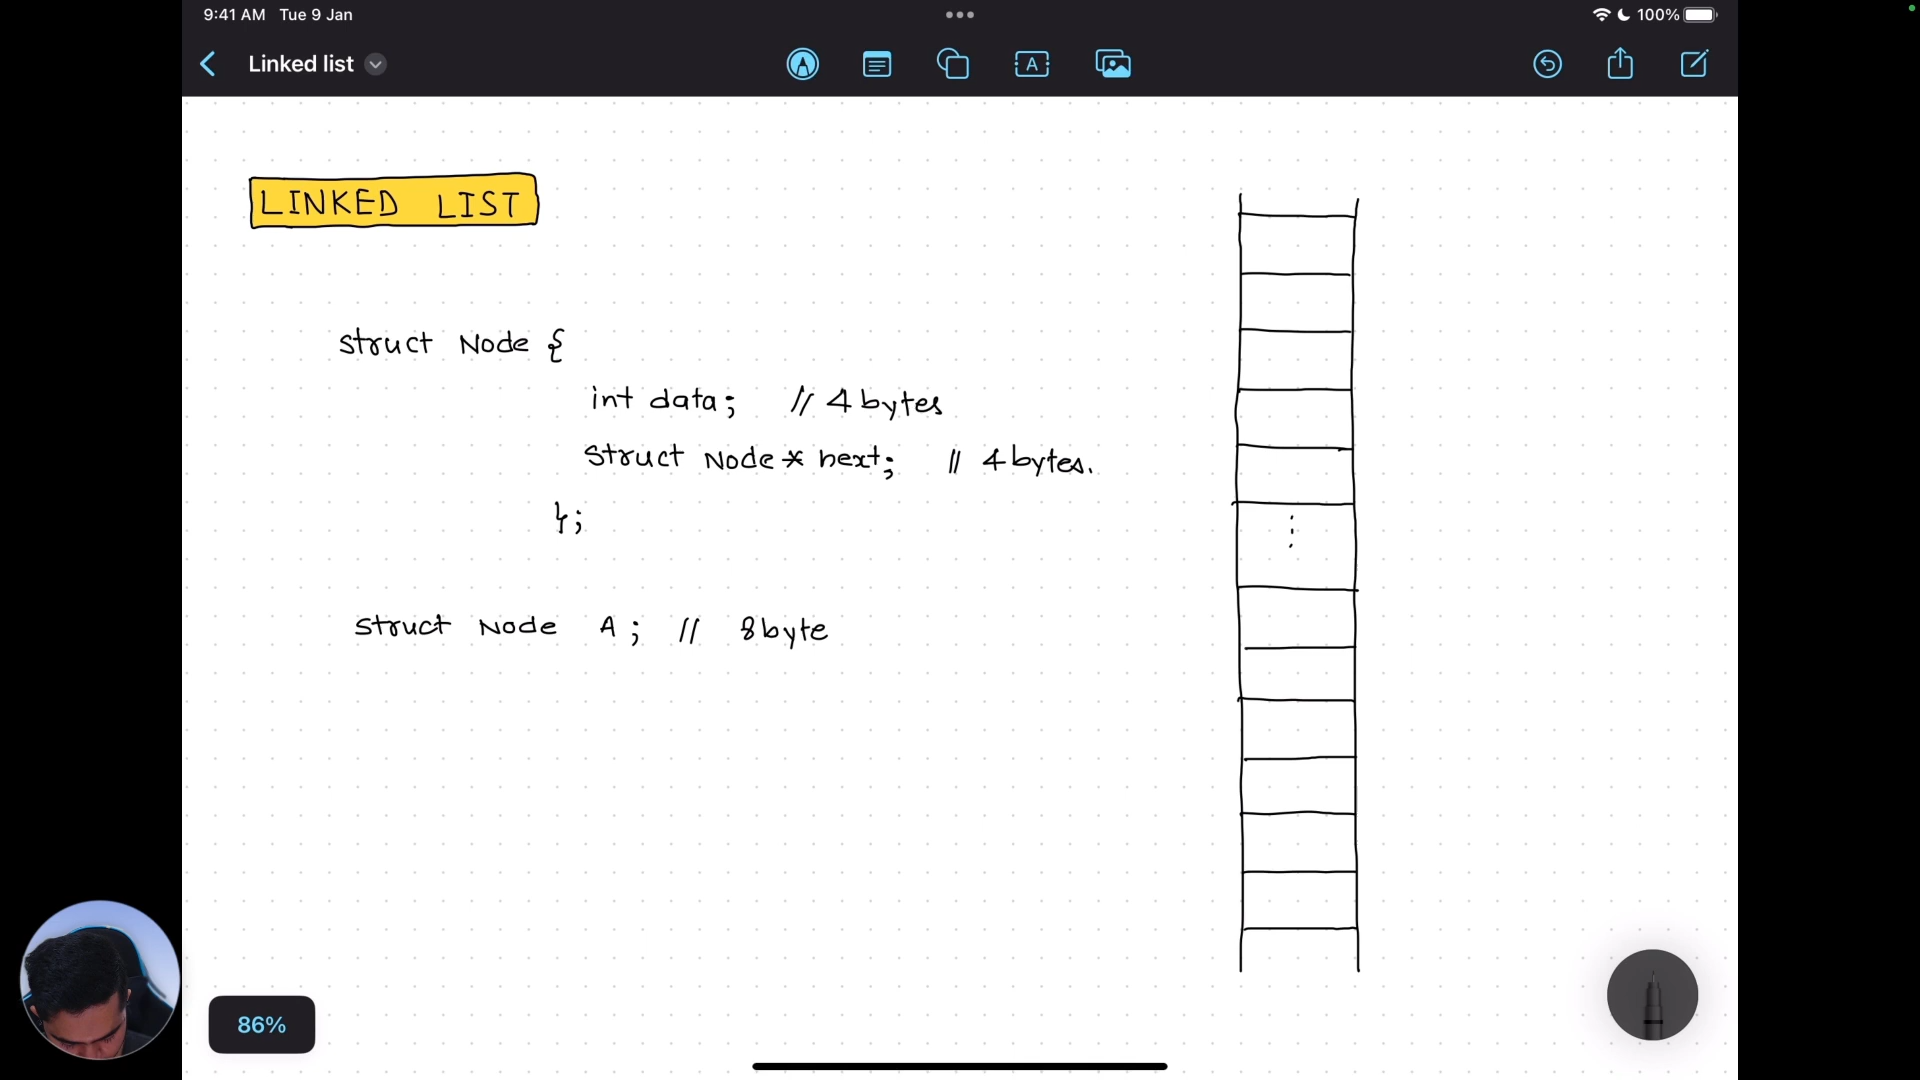 9:41 AM Tue 9 Jan
100%
Linked list
A
LINKED LIST
struct Node {
int data; // 4 bytes
struct Node * next; // 4 bytes.
};
struct Node A; // 8 byte
86%